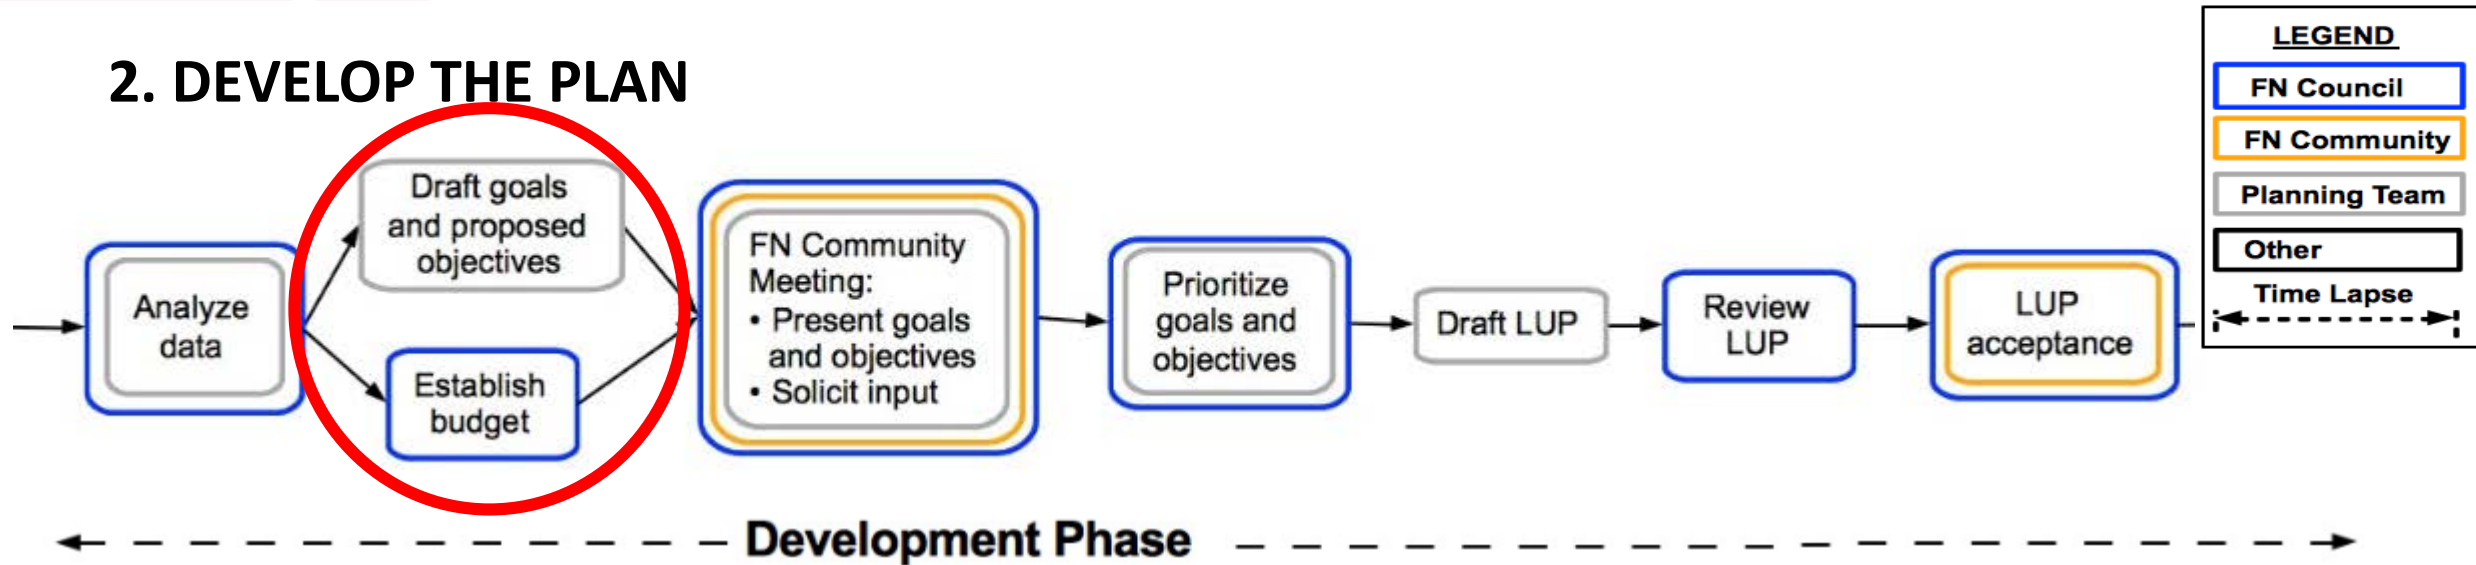 2. DEVELOP THE PLAN
Analyze
data
Draft goals
and proposed
objectives
Establish
budget
FN Community
Meeting:
• Present goals
and objectives
• Solicit input
Prioritize
goals and
objectives
Draft LUP
Review
LUP
LUP
acceptance
Development Phase
LEGEND
FN Council
FN Community
Planning Team
Other
Time Lapse